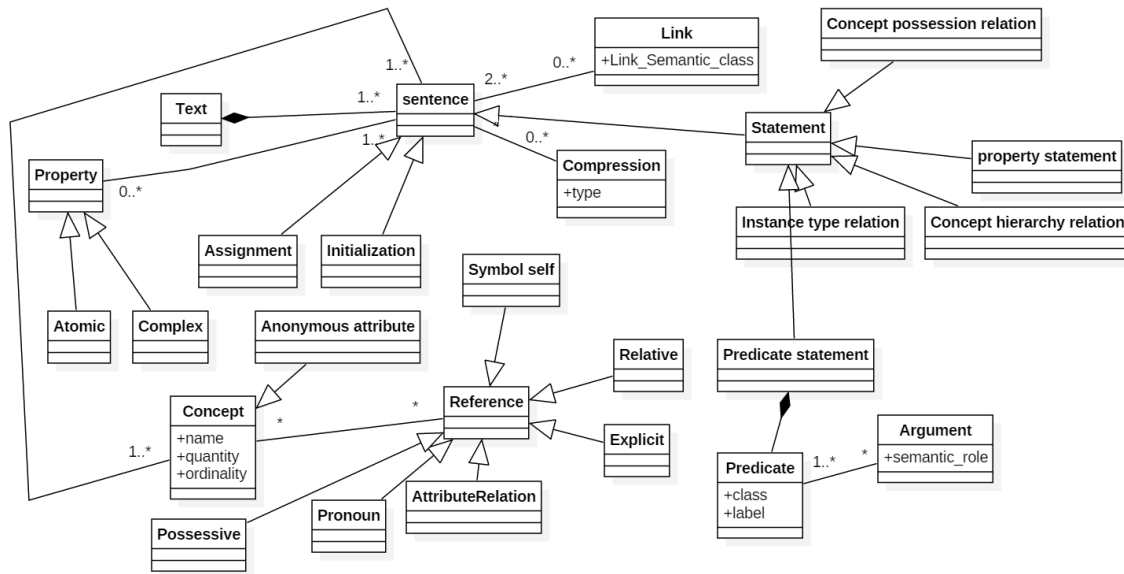 Concept possession relation
Link
+Link_Semantic_class
0..*
1..*
2..*
sentence
Text
1..*
Statement
0..*
1..*
Compression
+type
property statement
Property
0..*
Assignment
Initialization
Instance type relation
Concept hierarchy relation
Symbol self
Atomic
Complex
Anonymous attribute
Relative
Predicate statement
Reference
Concept
+name
+quantity
+ordinality
*
*
1..*
Explicit
Argument
+semantic_role
1..*
*
Predicate
+class
+label
AttributeRelation
Pronoun
Possessive